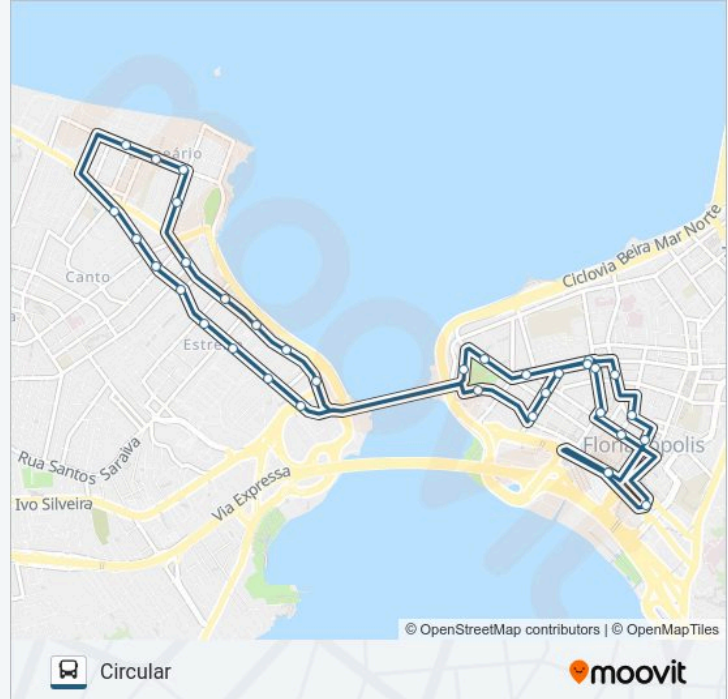 Balneário
Ciclovia Beira Mar Norte
Canto
Estreito
Florianópolis
Rua Santos Saraiva
Ivo Silveira
Via Expressa
© OpenStreetMap contributors | © OpenMapTiles
Circular
moovit